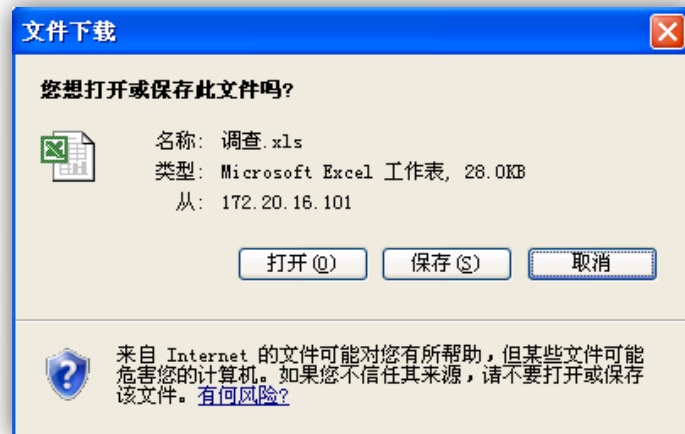 文件下载
您想打开或保存此文件吗?
名称: 调查.xls
类型: Microsoft Excel 工作表, 28.0KB
从: 172.20.16.101
打开(O) 保存(S) 取消
来自 Internet 的文件可能对您有所帮助，但某些文件可能
危害您的计算机。如果您不信任其来源，请不要打开或保存
该文件。有何风险?